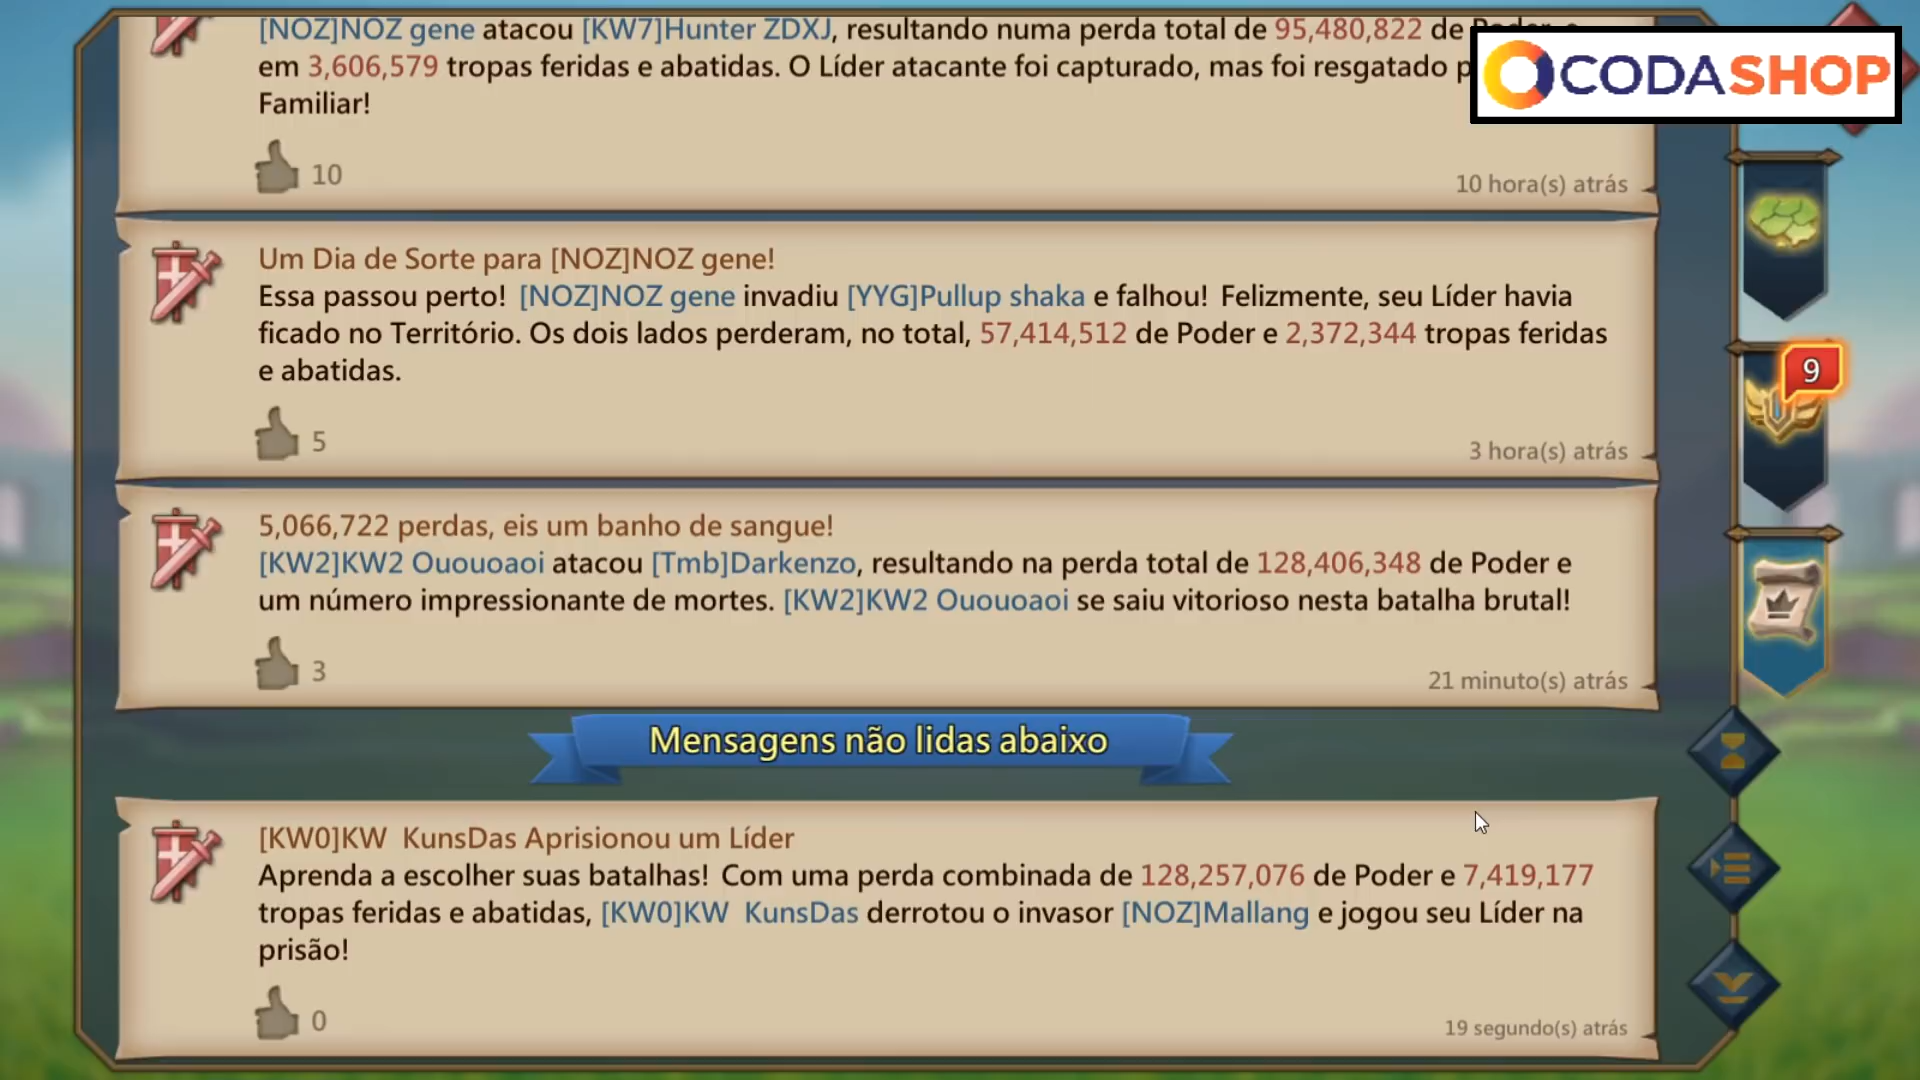 [NOZ]NOZ gene atacou [KW7]Hunter ZDXJ, resultando numa perda total de 95,480,822 de
em 3,606,579 tropas feridas e abatidas. O Líder atacante foi capturado, mas foi resgatado
Familiar!
10
10 hora(s) atrás
CODASHOP
Um Dia de Sorte para [NOZ]NOZ gene!
Essa passou perto! [NOZ]NOZ gene invadiu [YYG]Pullup shaka e falhou! Felizmente, seu Líder havia
ficado no Território. Os dois lados perderam, no total, 57,414,512 de Poder e 2,372,344 tropas feridas
e abatidas.
5
3 hora(s) atrás
9
5,066,722 perdas, eis um banho de sangue!
[KW2]KW2 Ououoaoi atacou [Tmb]Darkenzo, resultando na perda total de 128,406,348 de Poder e
um número impressionante de mortes. [KW2]KW2 Ououoaoi se saiu vitorioso nesta batalha brutal!
3
21 minuto(s) atrás
Mensagens não lidas abaixo
[KW0]KW  KunsDas Aprisionou um Líder
Aprenda a escolher suas batalhas! Com uma perda combinada de 128,257,076 de Poder e 7,419,177
tropas feridas e abatidas, [KW0]KW  KunsDas derrotou o invasor [NOZ]Mallang e jogou seu Líder na
prisão!
0
19 segundo(s) atrás